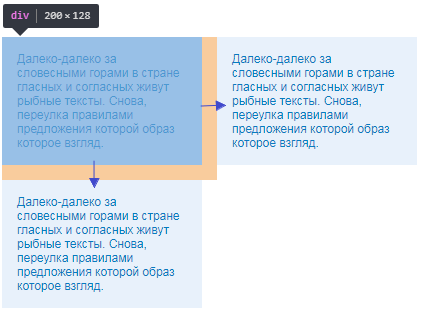 div 200 × 128
Далеко-далеко за
словесными горами в стране
гласных и согласных живут
рыбные тексты. Снова,
переулка правилами
предложения которой образ
которое взгляд.
Далеко-далеко за
словесными горами в стране
гласных и согласных живут
рыбные тексты. Снова,
переулка правилами
предложения которой образ
которое взгляд.
Далеко-далеко за
словесными горами в стране
гласных и согласных живут
рыбные тексты. Снова,
переулка правилами
предложения которой образ
которое взгляд.